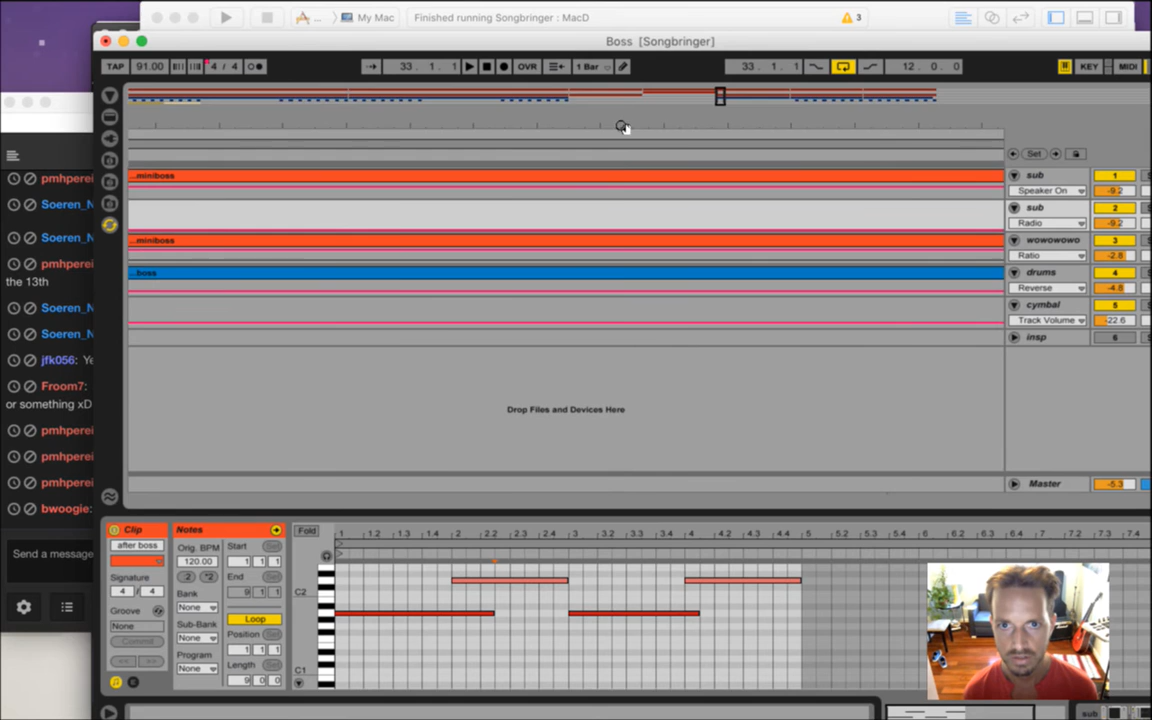 ... My Mac Finished running Songbringer : MacD 3
Boss [Songbringer]
TAP 91.00 4 / 4 33. 1. 1 OVR 1 Bar 33. 1. 1 12. 0. 0 KEY MIDI
Set
pmhperei
Soeren_N
Soeren_N
pmhperei
the 13th
Soeren_N
Soeren_N
jfk056: Ye
Froom7:
or something xD
pmhperei
pmhperei
pmhperei
bwoogie:
Send a message
...miniboss sub 1
Speaker On -9.2
sub 2
Radio -9.2
...miniboss wowowowo 3
Ratio -2.8
...boss drums 4
Reverse -4.8
cymbal 5
Track Volume -22.6
insp 6
Drop Files and Devices Here
Master -5.3
Clip
after boss
Signature
4 / 4
Groove
None
Commit
<< >>
Notes
Orig. BPM
120.00
:2 *2
Bank
None
Sub-Bank
None
Program
None
Start Set
1 1 1
End Set
9 1 1
Loop
Position Set
1 1 1
Length Set
9 0 0
Fold 1 1.2 1.3 1.4 2 2.2 2.3 2.4 3 3.2 3.3 3.4 4 4.2 4.3 4.4 5 5.2 5.3 5.4 6 6.2 6.3 6.4 7 7.2 7.3 7.4
C2
C1
sub